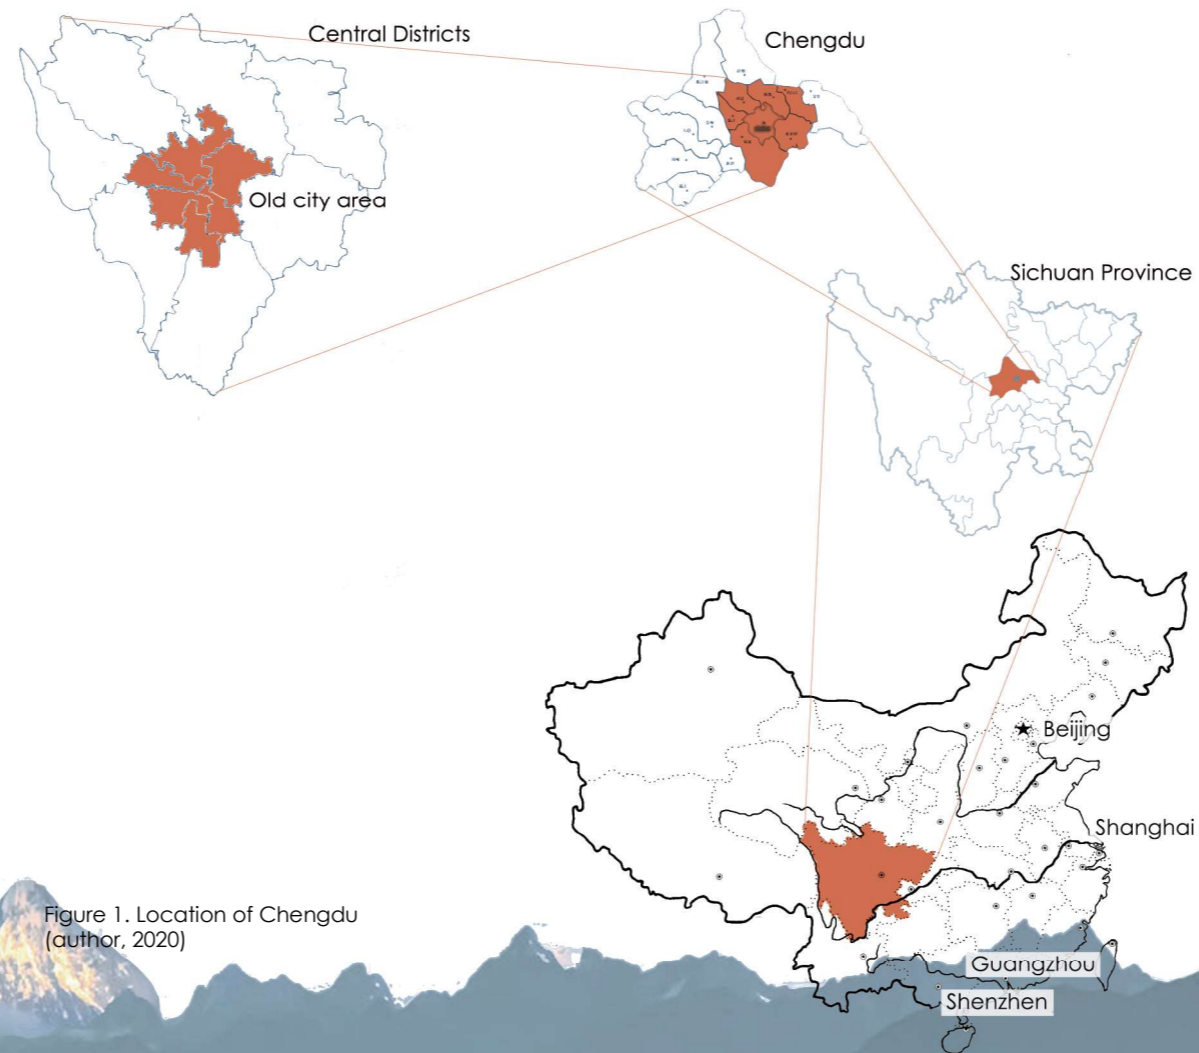 Central Districts
Chengdu
Old city area
Sichuan Province
Beijing
Shanghai
Figure 1. Location of Chengdu
(author, 2020)
Guangzhou
Shenzhen